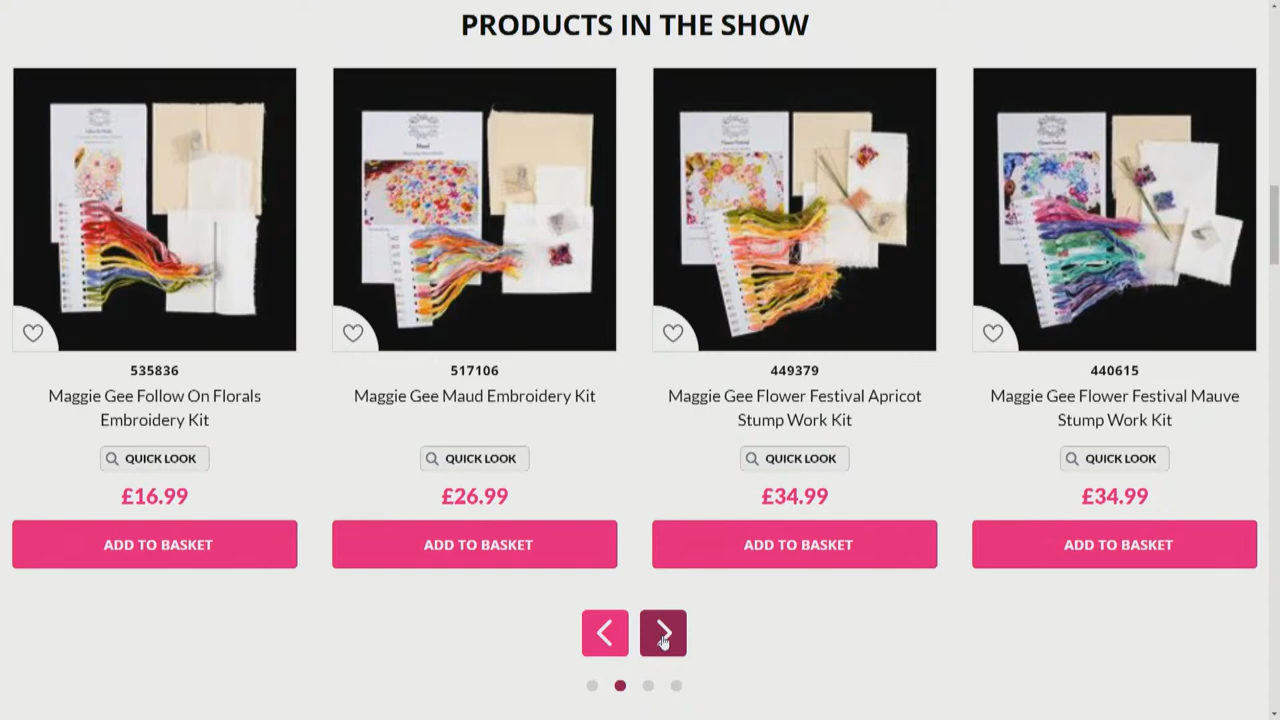 PRODUCTS IN THE SHOW
535836
Maggie Gee Follow On Florals
Embroidery Kit
QUICK LOOK
£16.99
ADD TO BASKET
517106
Maggie Gee Maud Embroidery Kit
QUICK LOOK
£26.99
ADD TO BASKET
449379
Maggie Gee Flower Festival Apricot
Stump Work Kit
QUICK LOOK
£34.99
ADD TO BASKET
440615
Maggie Gee Flower Festival Mauve
Stump Work Kit
QUICK LOOK
£34.99
ADD TO BASKET